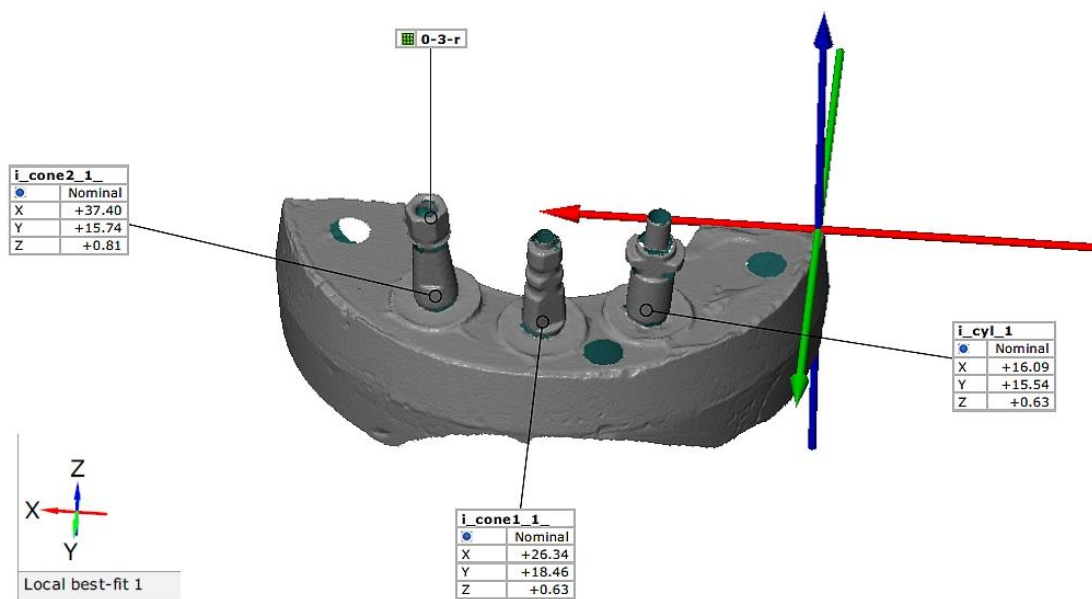 0-3-r
i_cone2_1_
Nominal
X +37.40
Y +15.74
Z +0.81
i_cyl_1
Nominal
X +16.09
Y +15.54
Z +0.63
i_cone1_1_
Nominal
X +26.34
Y +18.46
Z +0.63
Z
X
Y
Local best-fit 1